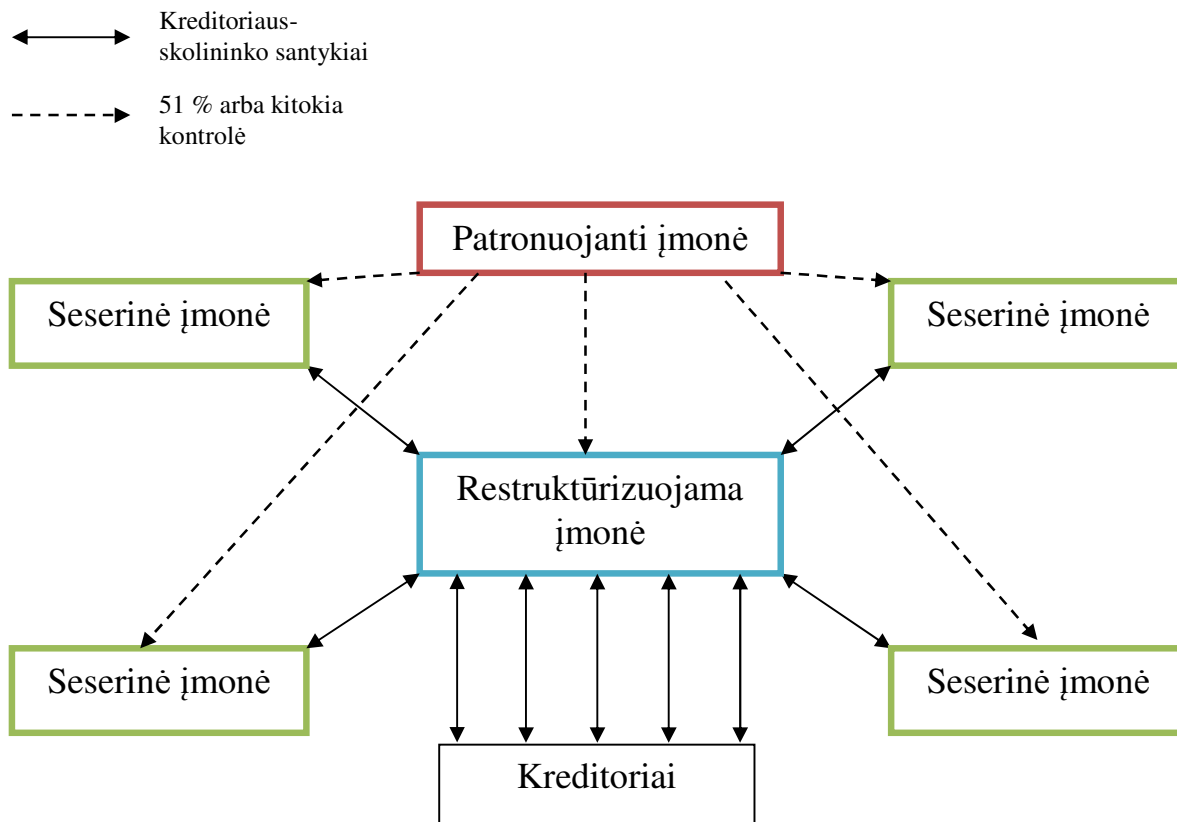 Kreditoriaus-
skolininko santykiai
51 % arba kitokia
kontrolė
Patronuojanti įmonė
Seserinė įmonė
Seserinė įmonė
Restruktūrizuojama
įmonė
Seserinė įmonė
Seserinė įmonė
Kreditoriai